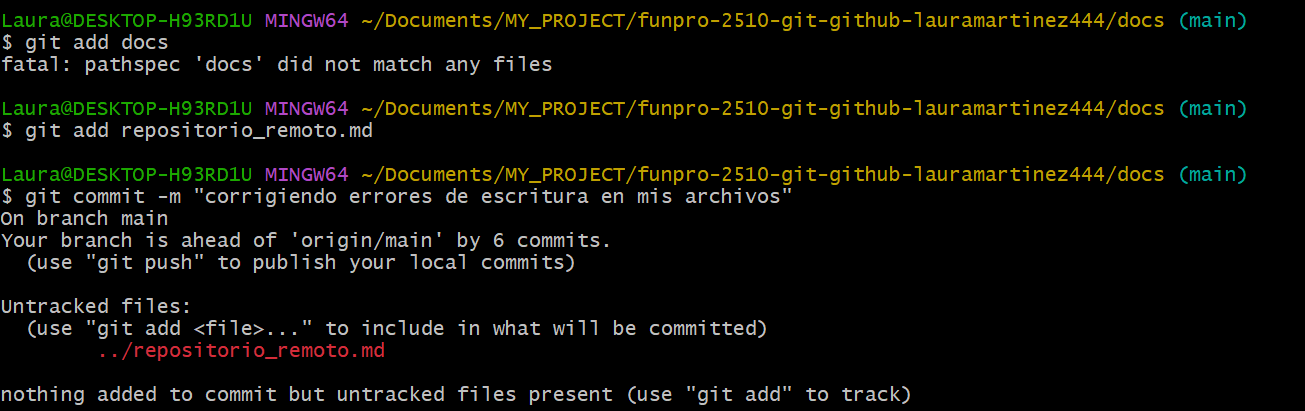 Laura@DESKTOP-H93RD1U MINGW64 ~/Documents/MY_PROJECT/funpro-2510-git-github-lauramartinez444/docs (main)
$ git add docs
fatal: pathspec 'docs' did not match any files
Laura@DESKTOP-H93RD1U MINGW64 ~/Documents/MY_PROJECT/funpro-2510-git-github-lauramartinez444/docs (main)
$ git add repositorio_remoto.md
Laura@DESKTOP-H93RD1U MINGW64 ~/Documents/MY_PROJECT/funpro-2510-git-github-lauramartinez444/docs (main)
$ git commit -m "corrigiendo errores de escritura en mis archivos"
On branch main
Your branch is ahead of 'origin/main' by 6 commits.
  (use "git push" to publish your local commits)
Untracked files:
  (use "git add <file>..." to include in what will be committed)
        ../repositorio_remoto.md
nothing added to commit but untracked files present (use "git add" to track)